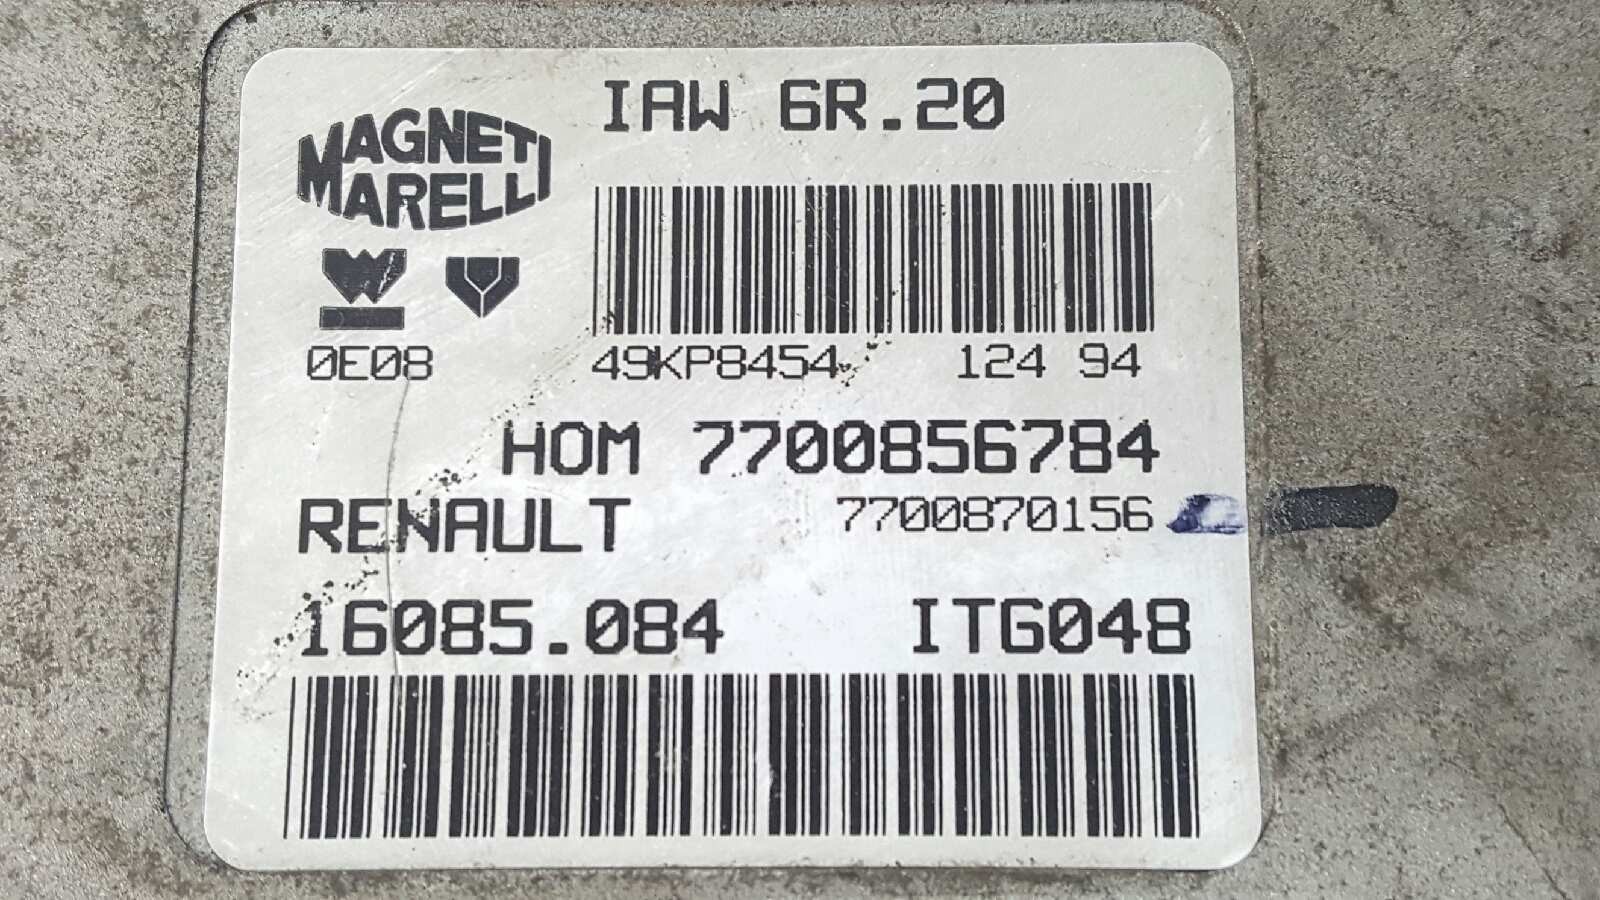 IAW 6R.20
MAGNETI
MARELLI
0E08
49KP8454 124 94
HOM 7700856784
RENAULT 7700870156
16085.084 ITG048